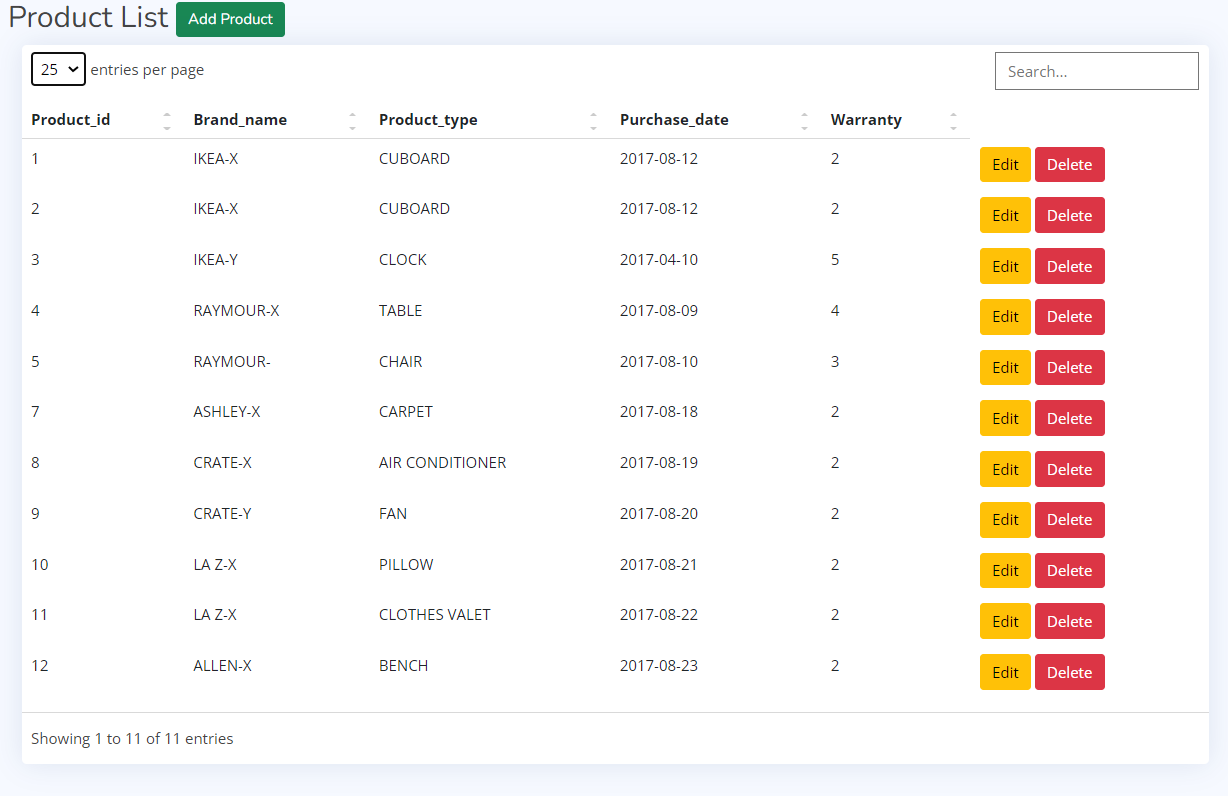 Product List Add Product
25 entries per page Search...
Product_id Brand_name Product_type Purchase_date Warranty
1 IKEA-X CUBOARD 2017-08-12 2 Edit Delete
2 IKEA-X CUBOARD 2017-08-12 2 Edit Delete
3 IKEA-Y CLOCK 2017-04-10 5 Edit Delete
4 RAYMOUR-X TABLE 2017-08-09 4 Edit Delete
5 RAYMOUR- CHAIR 2017-08-10 3 Edit Delete
7 ASHLEY-X CARPET 2017-08-18 2 Edit Delete
8 CRATE-X AIR CONDITIONER 2017-08-19 2 Edit Delete
9 CRATE-Y FAN 2017-08-20 2 Edit Delete
10 LA Z-X PILLOW 2017-08-21 2 Edit Delete
11 LA Z-X CLOTHES VALET 2017-08-22 2 Edit Delete
12 ALLEN-X BENCH 2017-08-23 2 Edit Delete
Showing 1 to 11 of 11 entries